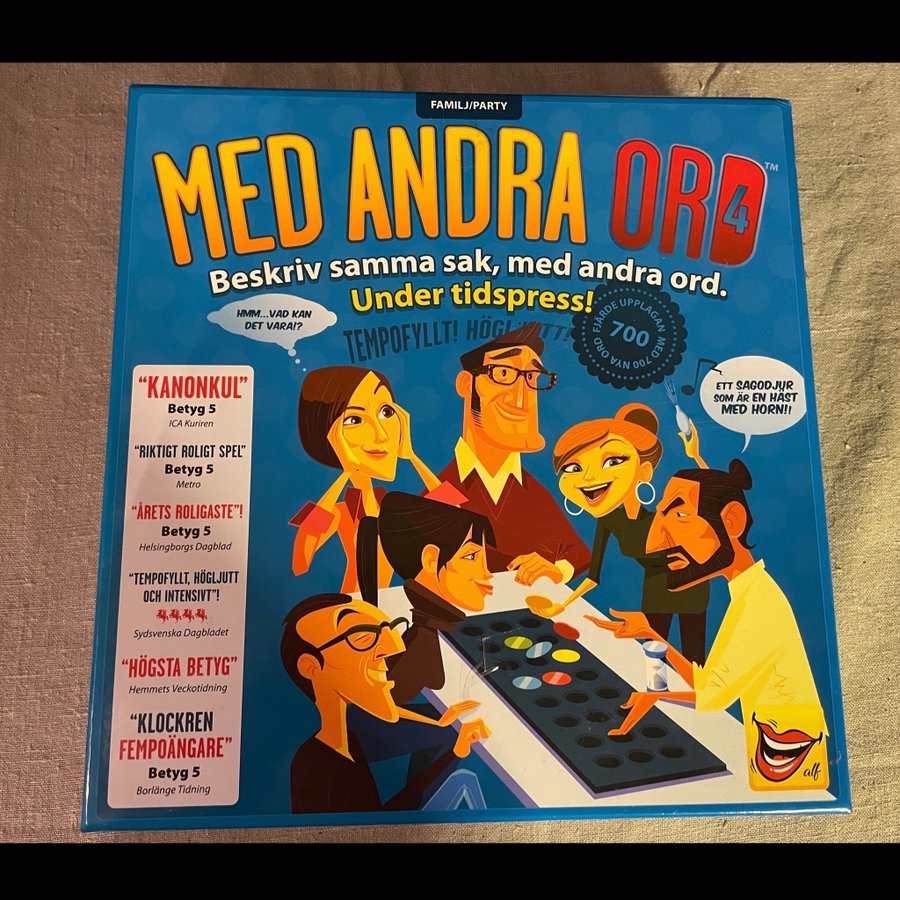 FAMILJ/PARTY
MED ANDRA ORD 4 ™
Beskriv samma sak, med andra ord.
Under tidspress!
TEMPOFYLLT! HÖGLJUTT!
FJÄRDE UPPLAGAN MED 700 NYA ORD
700
HMM...VAD KAN
DET VARA!?
ETT SAGODJUR
SOM ÄR EN HÄST
MED HORN!!
"KANONKUL"
Betyg 5
ICA Kuriren
"RIKTIGT ROLIGT SPEL"
Betyg 5
Metro
"ÅRETS ROLIGASTE"!
Betyg 5
Helsingborgs Dagblad
"TEMPOFYLLT, HÖGLJUTT
OCH INTENSIVT"!
Sydsvenska Dagbladet
"HÖGSTA BETYG"
Hemmets Veckotidning
"KLOCKREN
FEMPOÄNGARE"
Betyg 5
Borlänge Tidning
alf